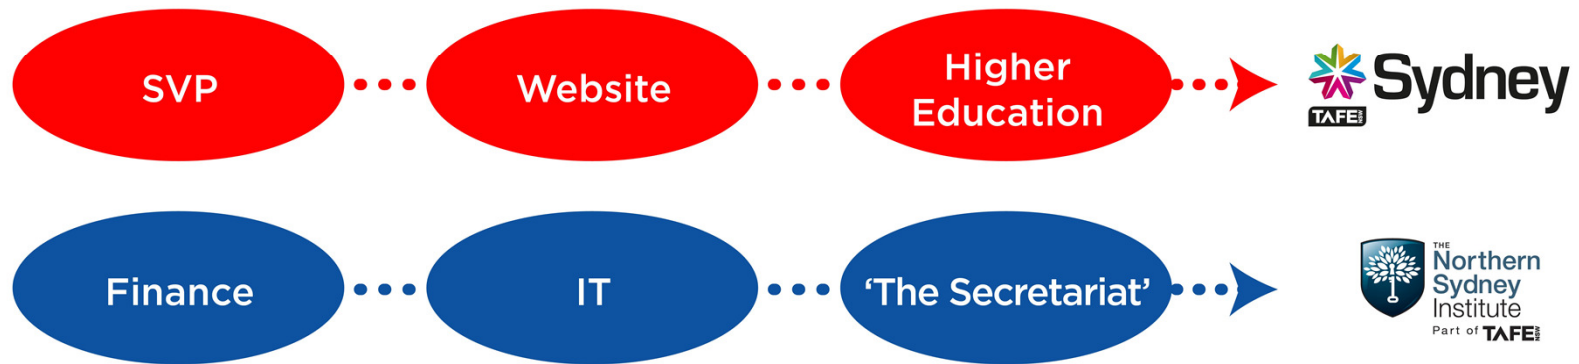 SVP
Website
Higher
Education
Sydney
TAFE NSW
Finance
IT
'The Secretariat'
THE
Northern
Sydney
Institute
Part of TAFE NSW